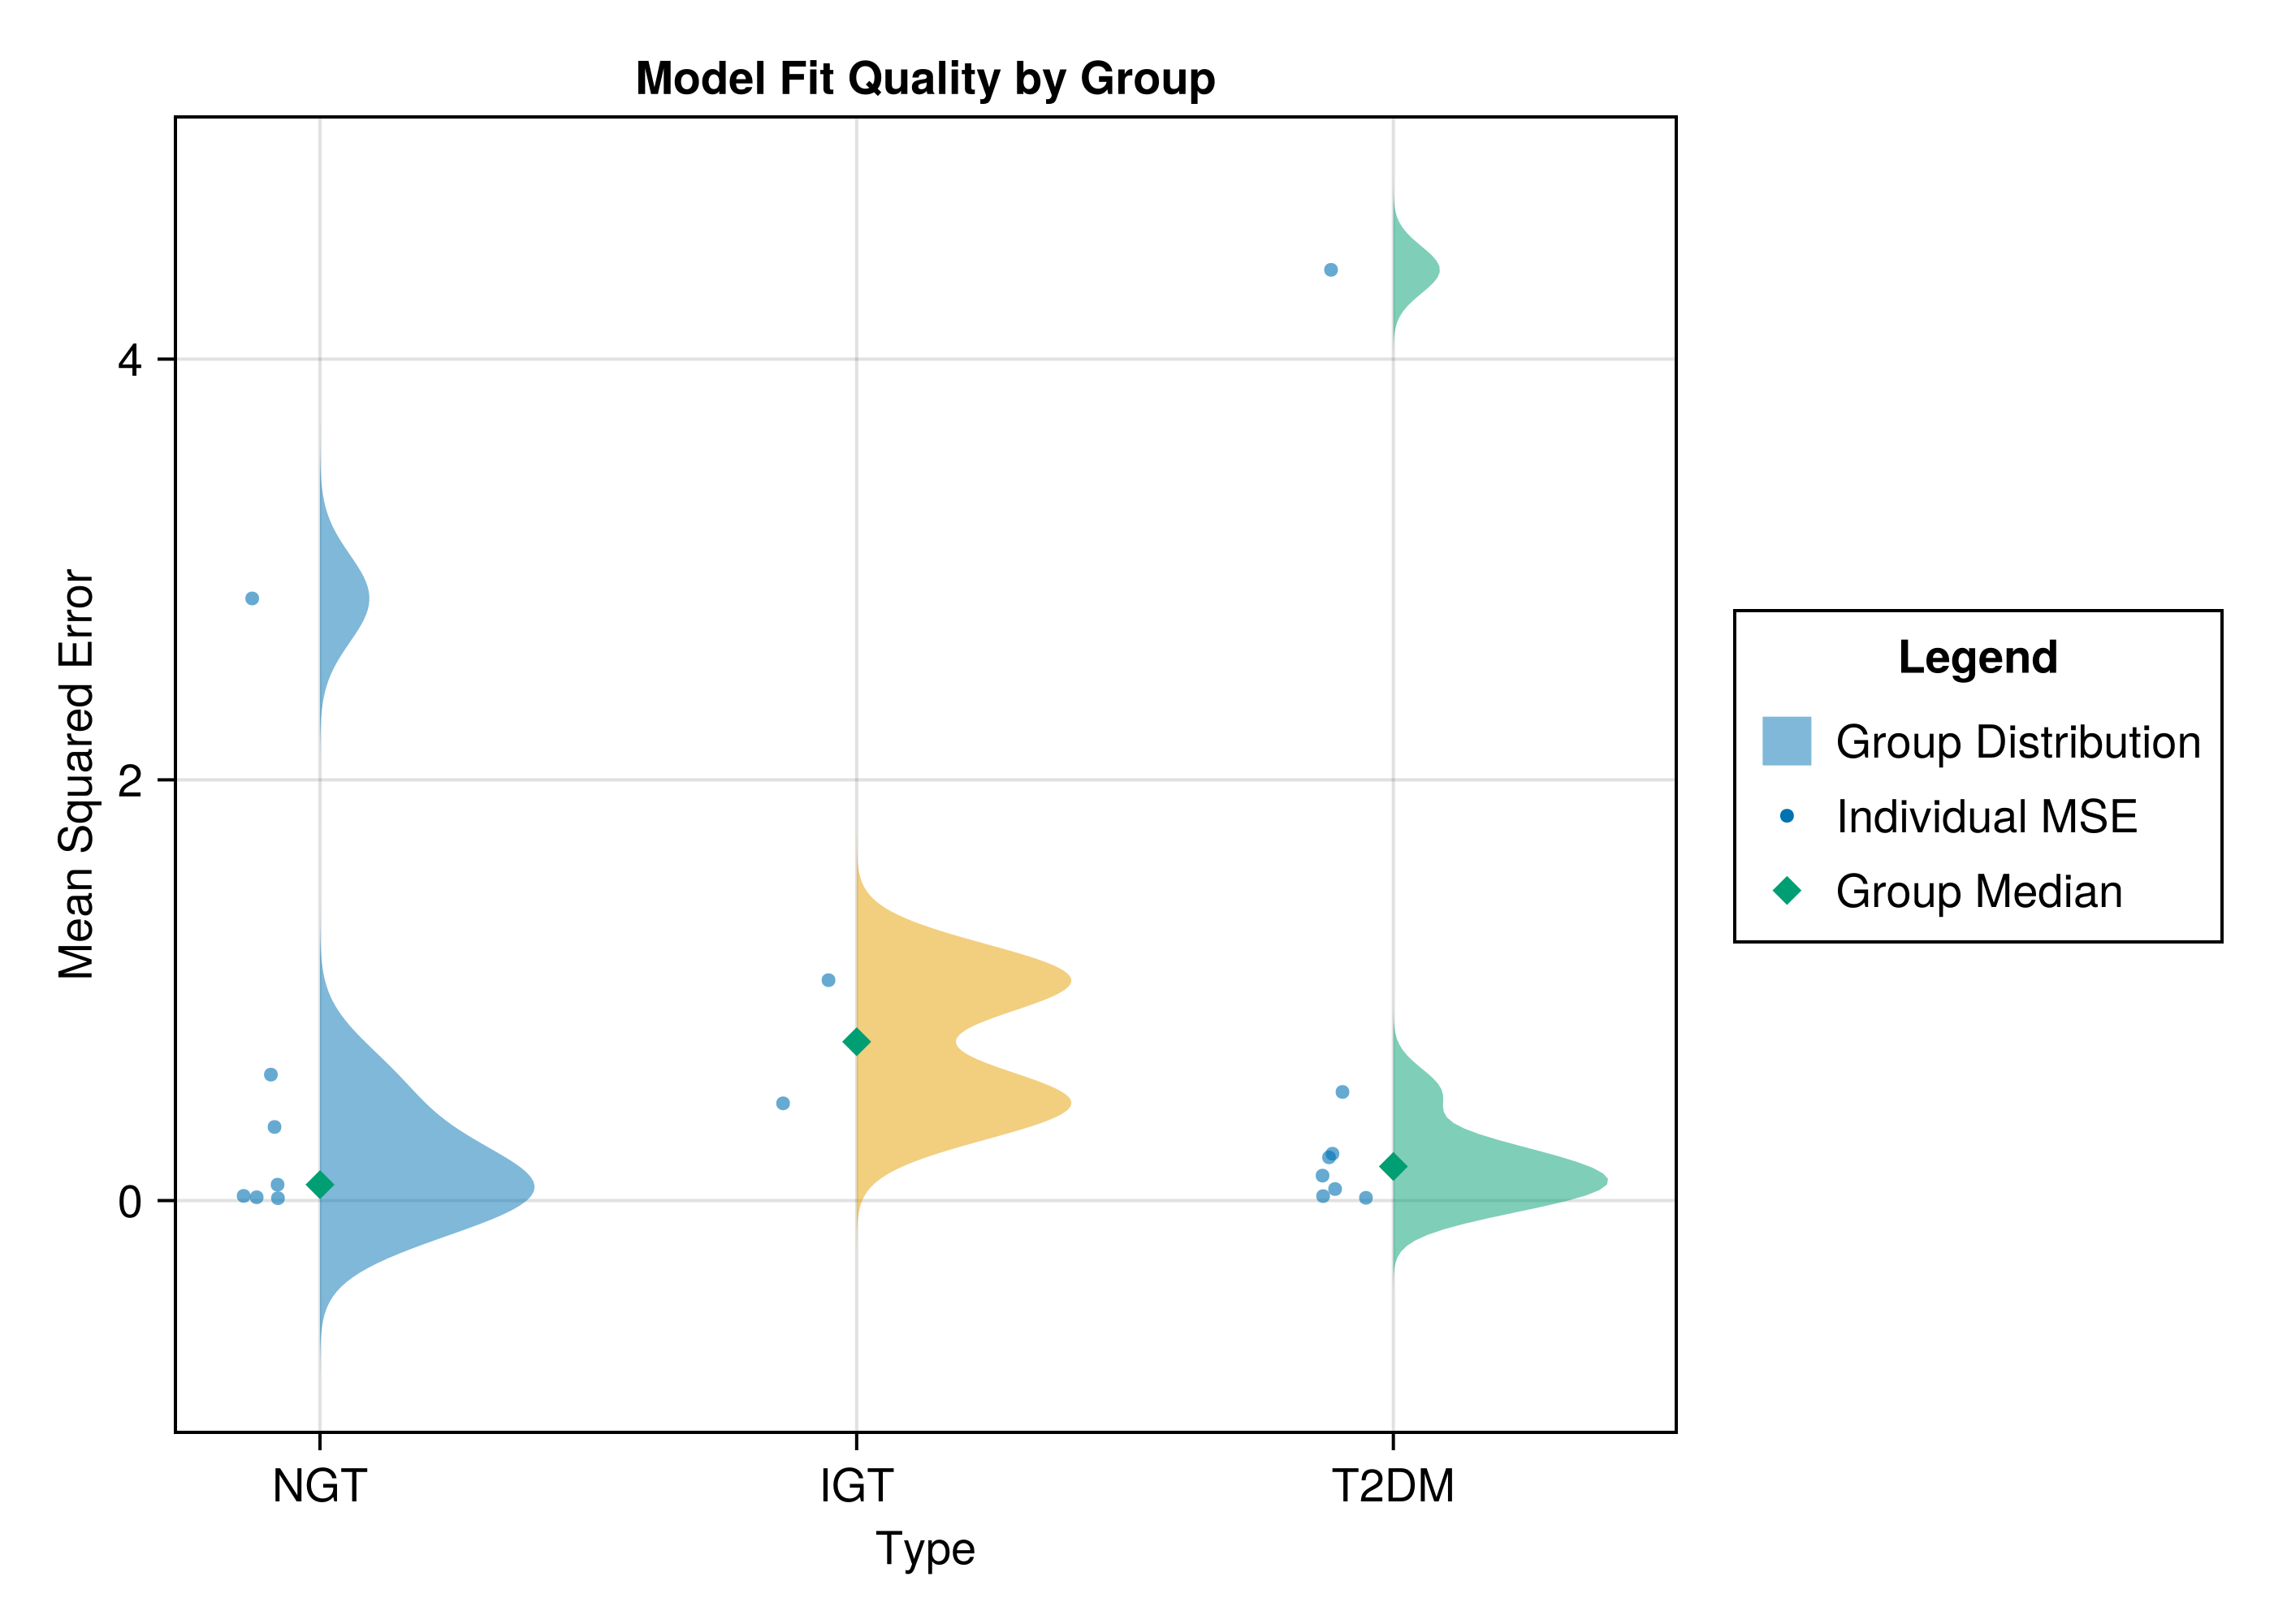 Model Fit Quality by Group
Mean Squared Error
4
2
0
NGT
IGT
T2DM
Type
Legend
Group Distribution
Individual MSE
Group Median